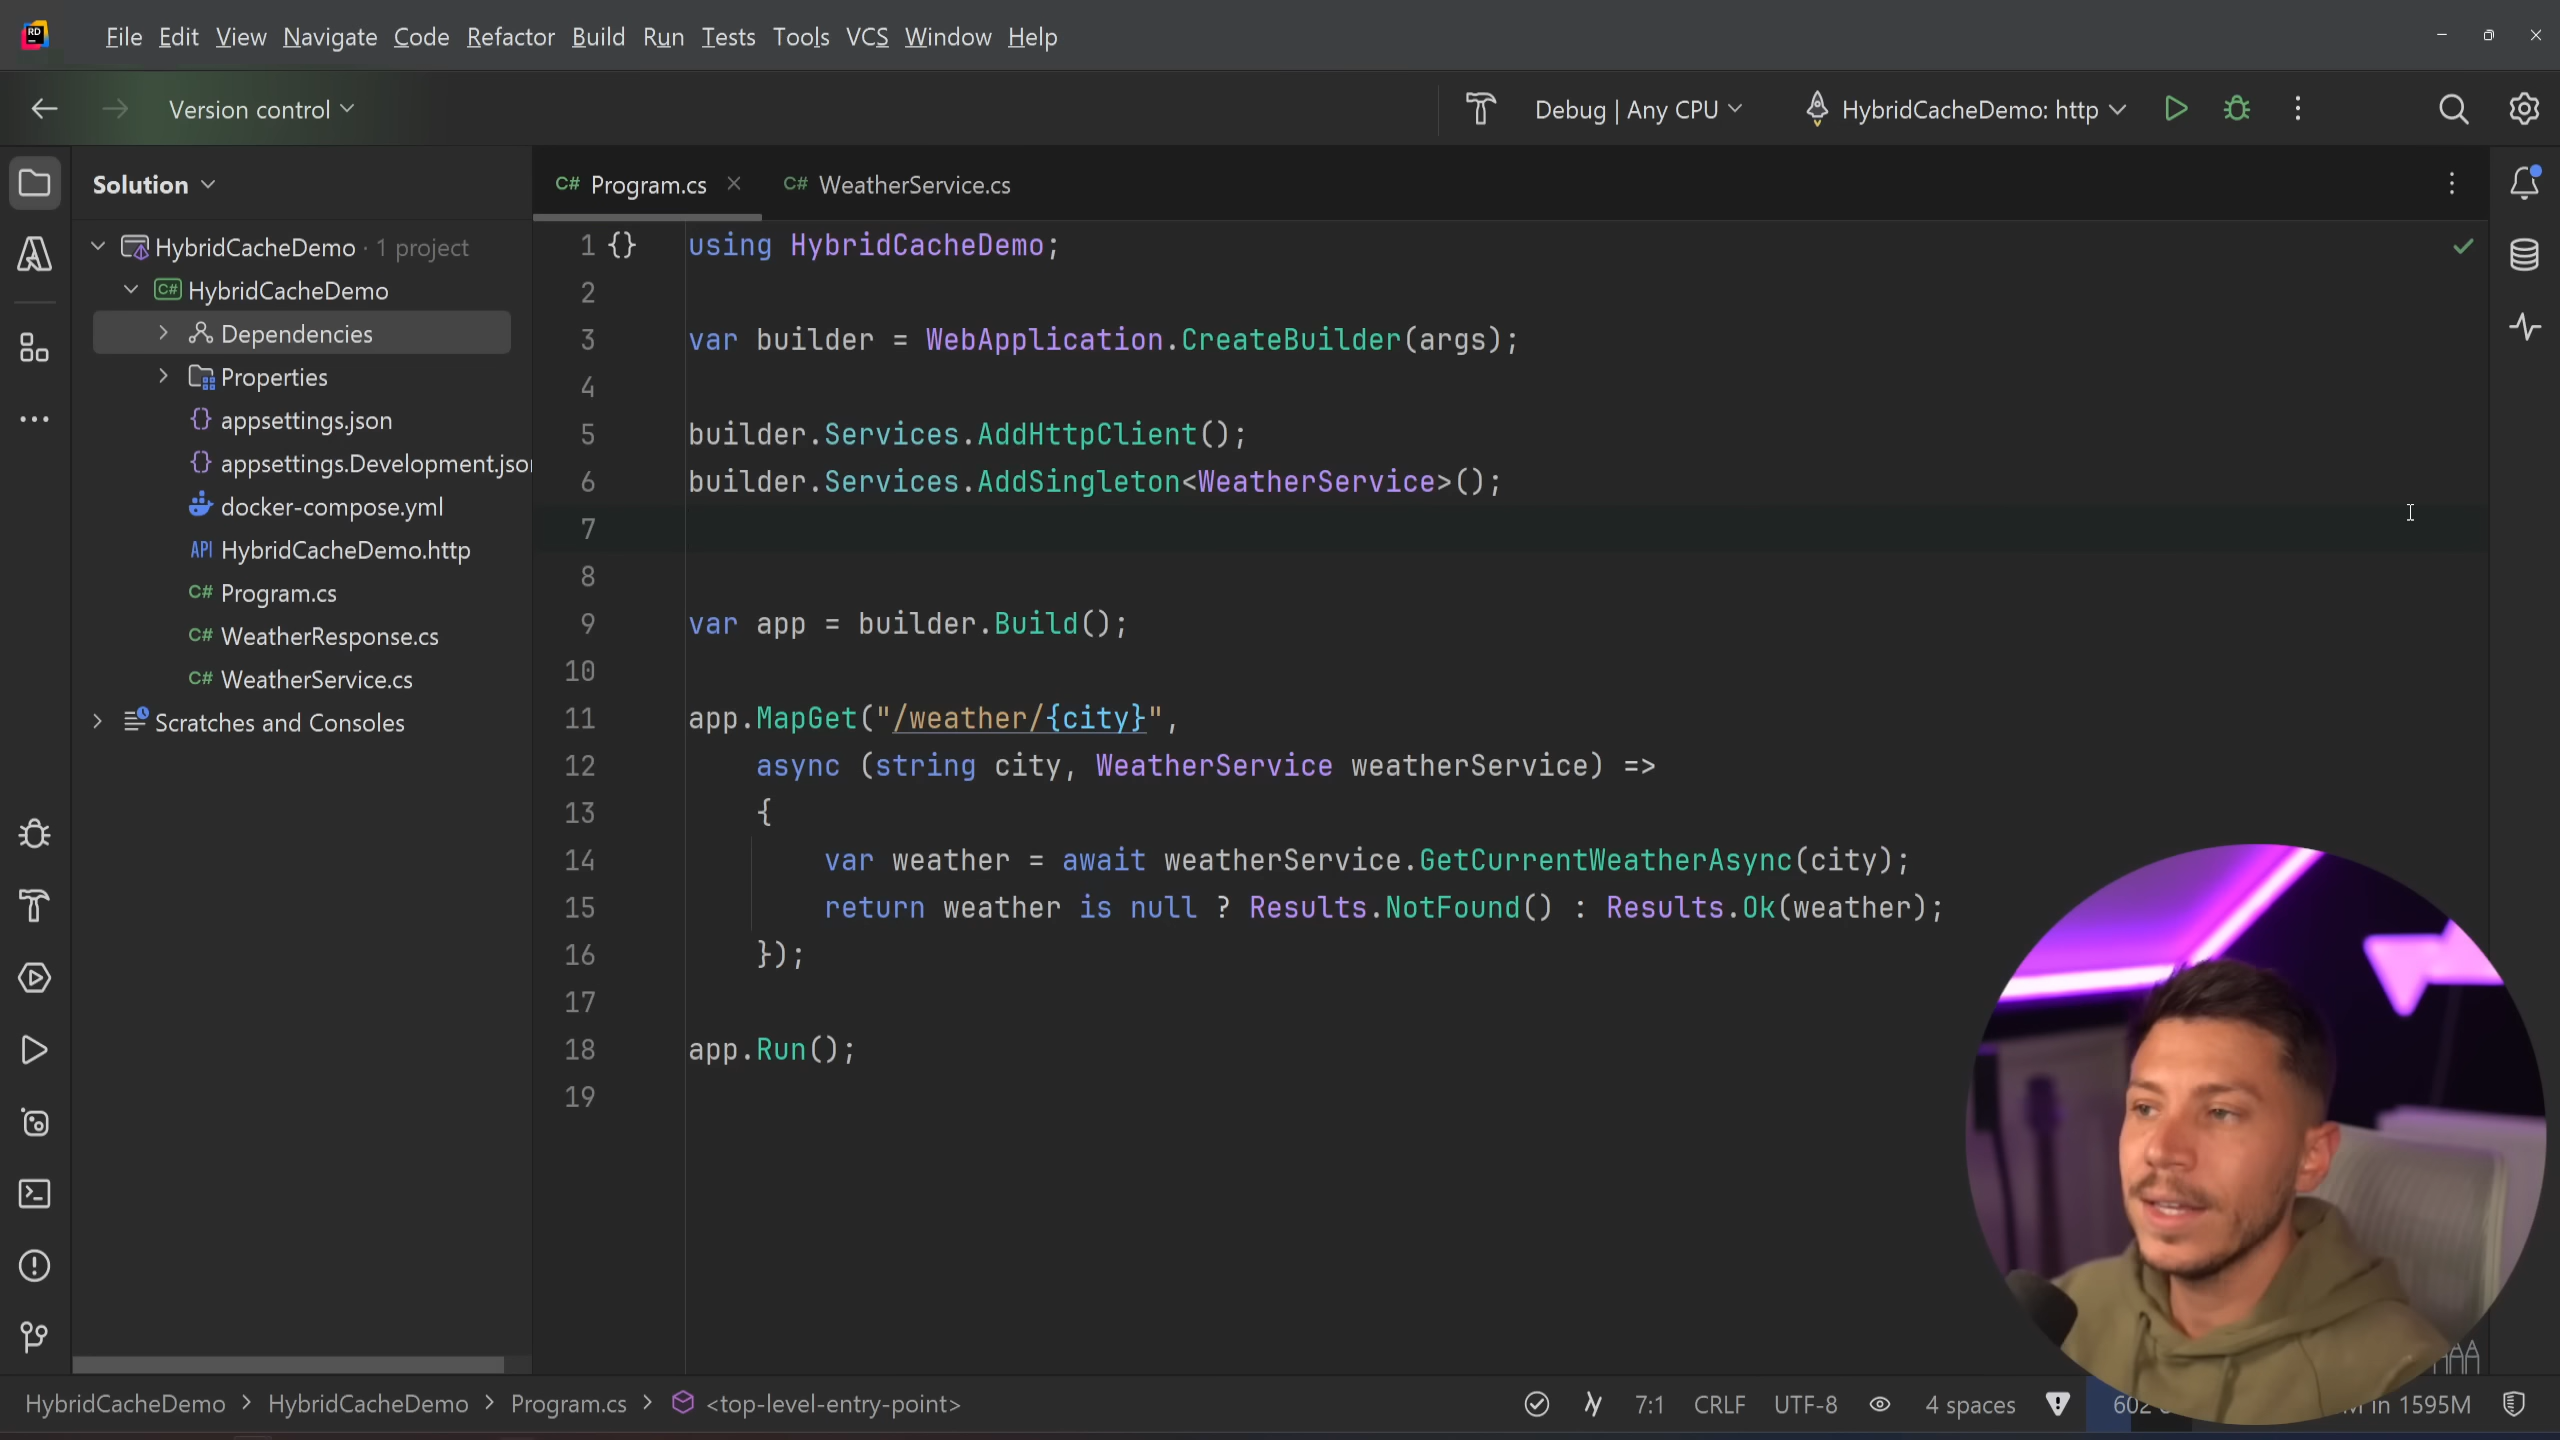 RD
File Edit View Navigate Code Refactor Build Run Tests Tools VCS Window Help
Version control
Debug | Any CPU
HybridCacheDemo: http
Solution
HybridCacheDemo · 1 project
C# HybridCacheDemo
Dependencies
Properties
{} appsettings.json
{} appsettings.Development.jso
docker-compose.yml
API HybridCacheDemo.http
C# Program.cs
C# WeatherResponse.cs
C# WeatherService.cs
Scratches and Consoles
C# Program.cs
C# WeatherService.cs
1 {} using HybridCacheDemo;
2
3 var builder = WebApplication.CreateBuilder(args);
4
5 builder.Services.AddHttpClient();
6 builder.Services.AddSingleton<WeatherService>();
7
8
9 var app = builder.Build();
10
11 app.MapGet("/weather/{city}",
12 async (string city, WeatherService weatherService) =>
13 {
14 var weather = await weatherService.GetCurrentWeatherAsync(city);
15 return weather is null ? Results.NotFound() : Results.Ok(weather);
16 });
17
18 app.Run();
19
HybridCacheDemo > HybridCacheDemo > Program.cs > <top-level-entry-point>
7:1 CRLF UTF-8 4 spaces 602 in 1595M